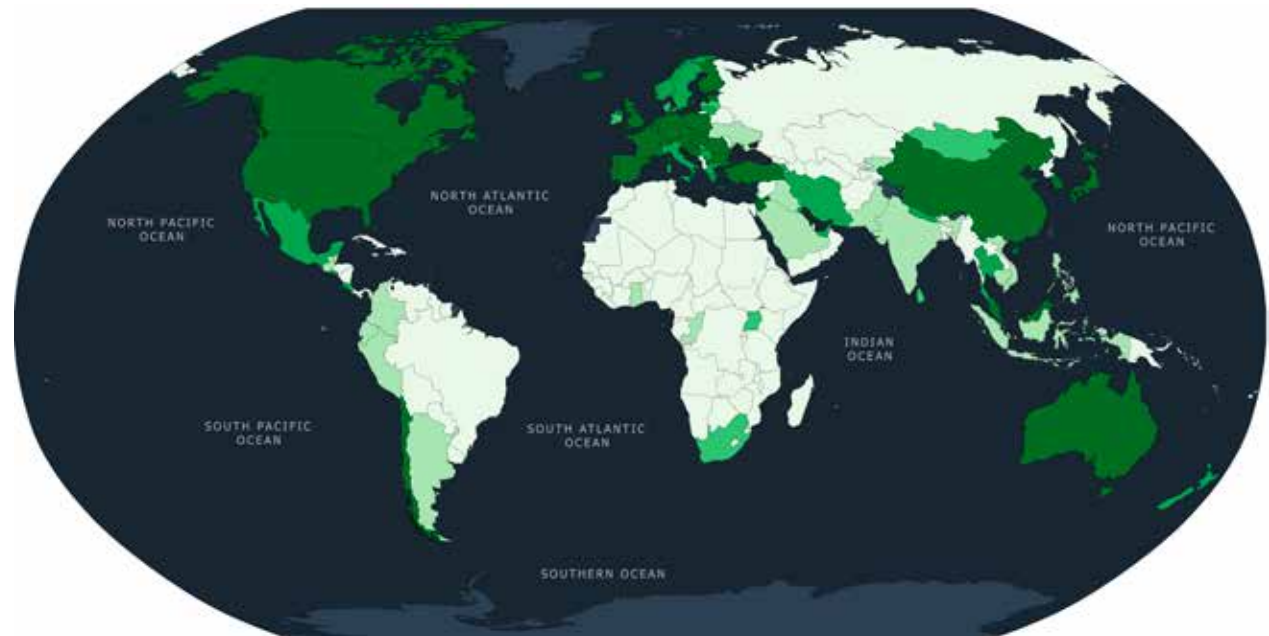 NORTH ATLANTIC
OCEAN
NORTH PACIFIC
OCEAN
NORTH PACIFIC
OCEAN
INDIAN
OCEAN
SOUTH PACIFIC
OCEAN
SOUTH ATLANTIC
OCEAN
SOUTHERN OCEAN